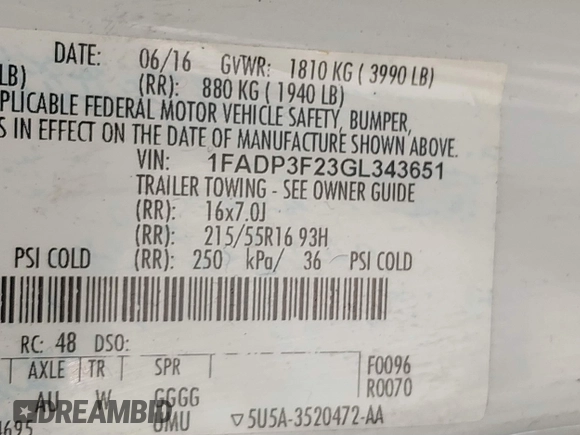 DATE: 06/16 GVWR: 1810 KG ( 3990 LB)
LB) (RR): 880 KG ( 1940 LB)
PLICABLE FEDERAL MOTOR VEHICLE SAFETY, BUMPER,
S IN EFFECT ON THE DATE OF MANUFACTURE SHOWN ABOVE.
VIN: 1FADP3F23GL343651
TRAILER TOWING - SEE OWNER GUIDE
(RR): 16x7.0J
(RR): 215/55R16 93H
PSI COLD (RR): 250 kPa/ 36 PSI COLD
RC: 48 DSO:
AXLE TR SPR F0096
AU W GGGG R0070
UMU ▽5U5A-3520472-AA
4695
DREAMBID